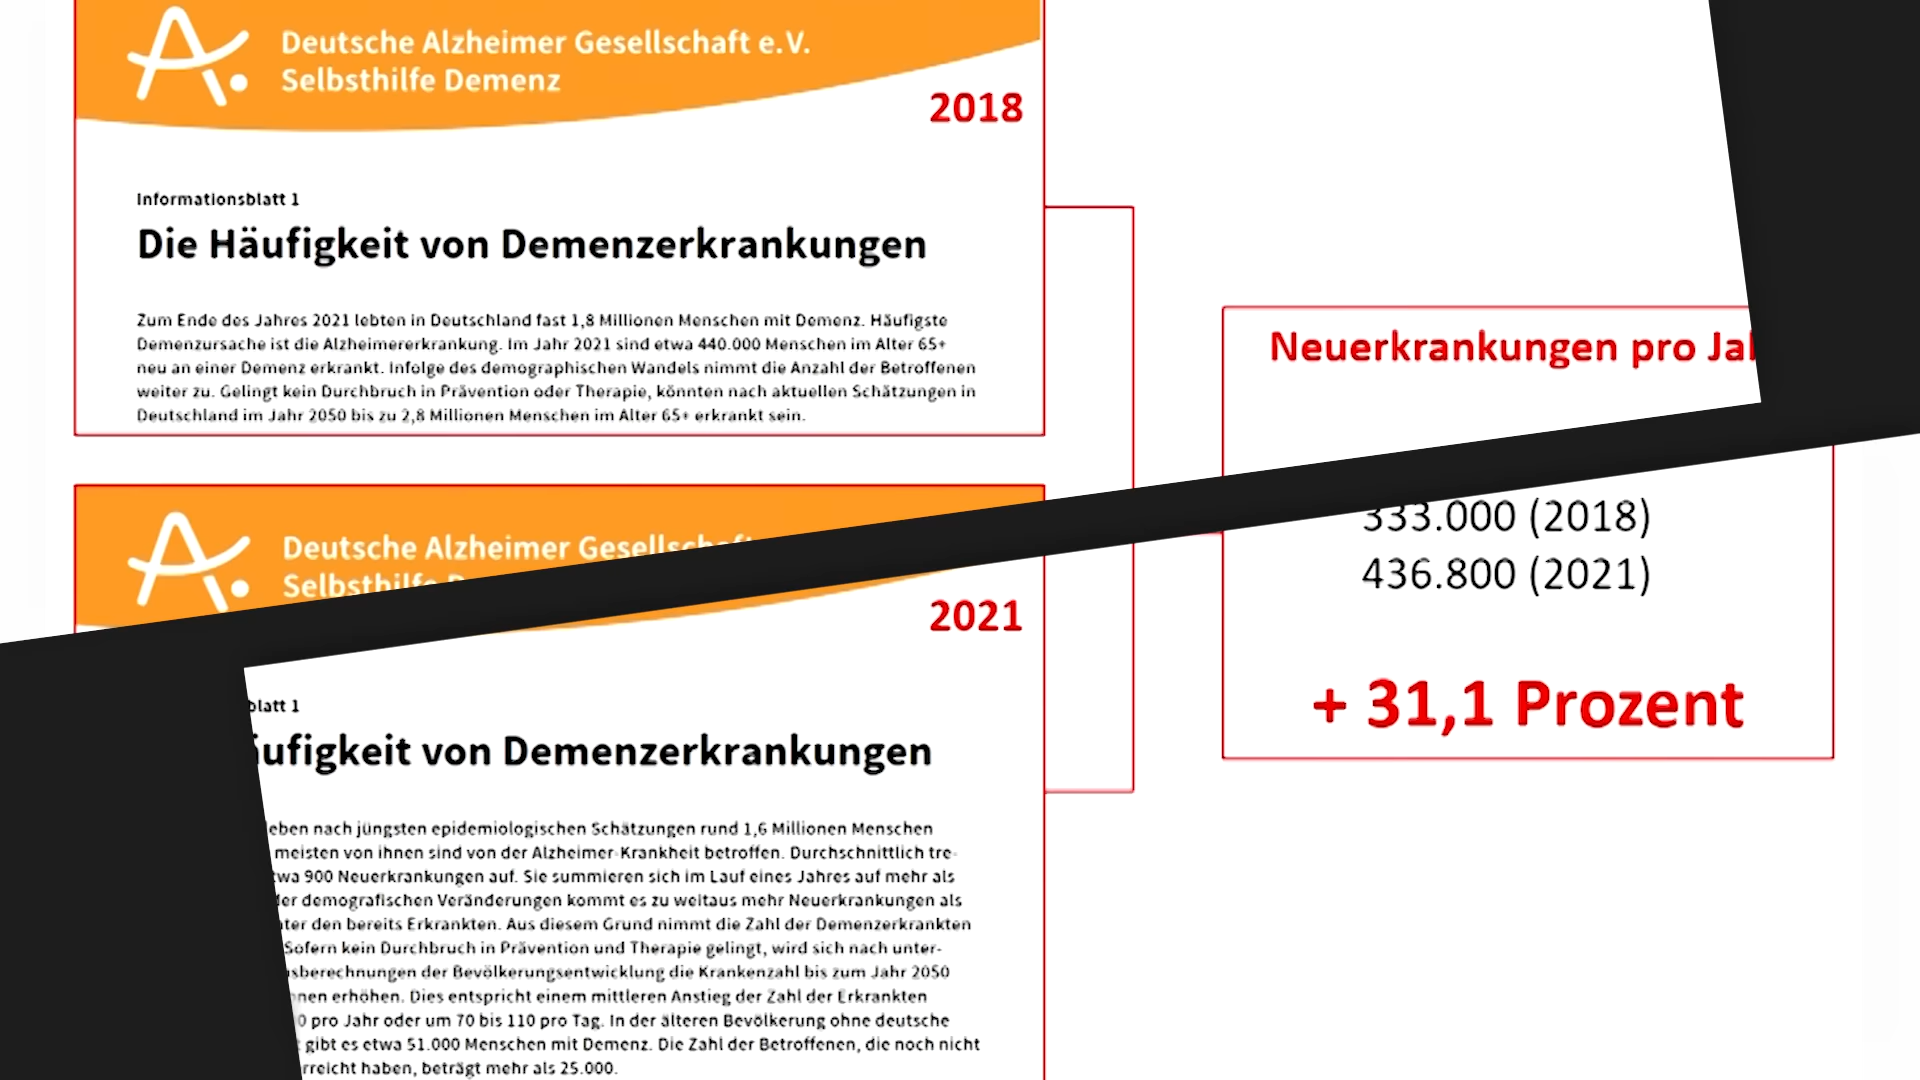 Deutsche Alzheimer Gesellschaft e.V.
Selbsthilfe Demenz
2018
Informationsblatt 1
Die Häufigkeit von Demenzerkrankungen
Zum Ende des Jahres 2021 lebten in Deutschland fast 1,8 Millionen Menschen mit Demenz. Häufigste
Demenzursache ist die Alzheimererkrankung. Im Jahr 2021 sind etwa 440.000 Menschen im Alter 65+
neu an einer Demenz erkrankt. Infolge des demographischen Wandels nimmt die Anzahl der Betroffenen
weiter zu. Gelingt kein Durchbruch in Prävention oder Therapie, könnten nach aktuellen Schätzungen in
Deutschland im Jahr 2050 bis zu 2,8 Millionen Menschen im Alter 65+ erkrankt sein.
Deutsche Alzheimer Gesellschaft
Selbsthilfe
2021
blatt 1
äufigkeit von Demenzerkrankungen
eben nach jüngsten epidemiologischen Schätzungen rund 1,6 Millionen Menschen
meisten von ihnen sind von der Alzheimer-Krankheit betroffen. Durchschnittlich tre-
twa 900 Neuerkrankungen auf. Sie summieren sich im Lauf eines Jahres auf mehr als
der demografischen Veränderungen kommt es zu weitaus mehr Neuerkrankungen als
nter den bereits Erkrankten. Aus diesem Grund nimmt die Zahl der Demenzerkrankten
Sofern kein Durchbruch in Prävention und Therapie gelingt, wird sich nach unter-
sberechnungen der Bevölkerungsentwicklung die Krankenzahl bis zum Jahr 2050
nen erhöhen. Dies entspricht einem mittleren Anstieg der Zahl der Erkrankten
0 pro Jahr oder um 70 bis 110 pro Tag. In der älteren Bevölkerung ohne deutsche
gibt es etwa 51.000 Menschen mit Demenz. Die Zahl der Betroffenen, die noch nicht
rreicht haben, beträgt mehr als 25.000.
Neuerkrankungen pro Jah
333.000 (2018)
436.800 (2021)
+ 31,1 Prozent